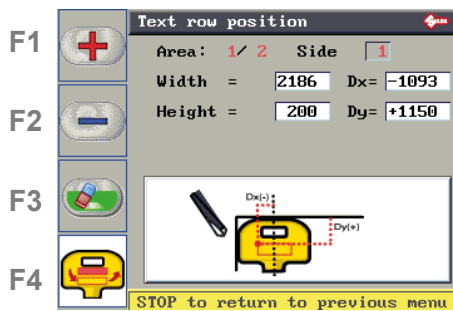 F1
F2
F3
F4
Text row position
Area: 1/ 2 Side 1
Width = 2186 Dx= -1093
Height = 200 Dy= +1150
Dx(-)
Dy(+)
STOP to return to previous menu